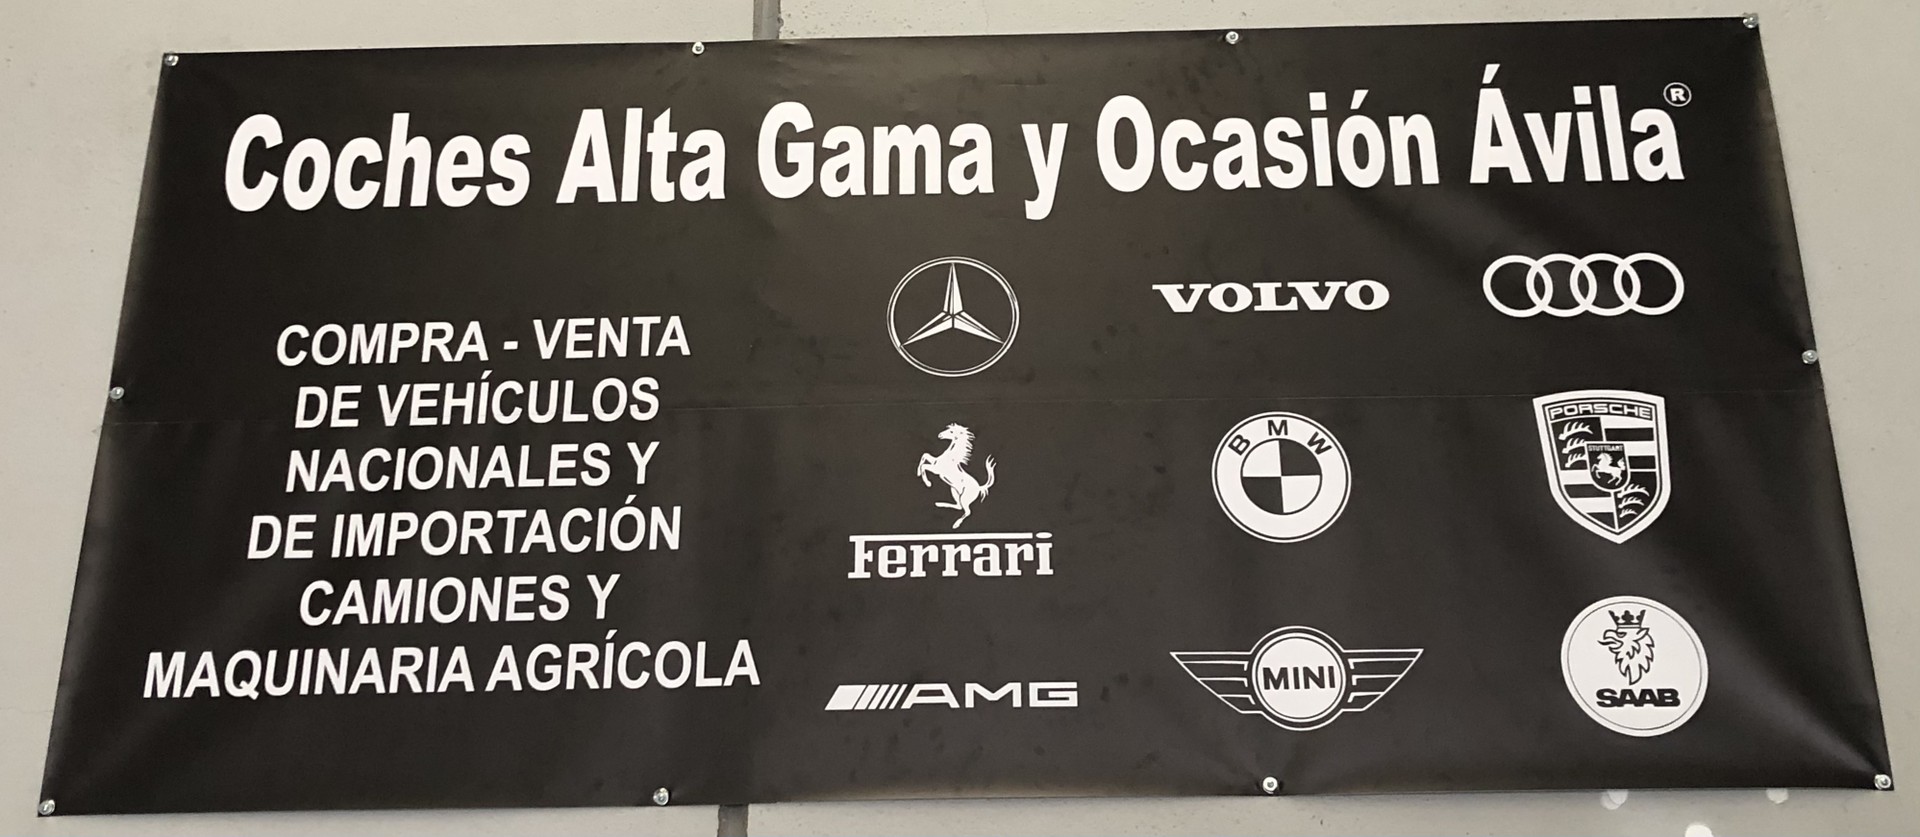 Coches Alta Gama y Ocasión Ávila®
COMPRA - VENTA
DE VEHÍCULOS
NACIONALES Y
DE IMPORTACIÓN
CAMIONES Y
MAQUINARIA AGRÍCOLA
VOLVO
Ferrari
BMW
PORSCHE
STUTTGART
AMG
MINI
SAAB